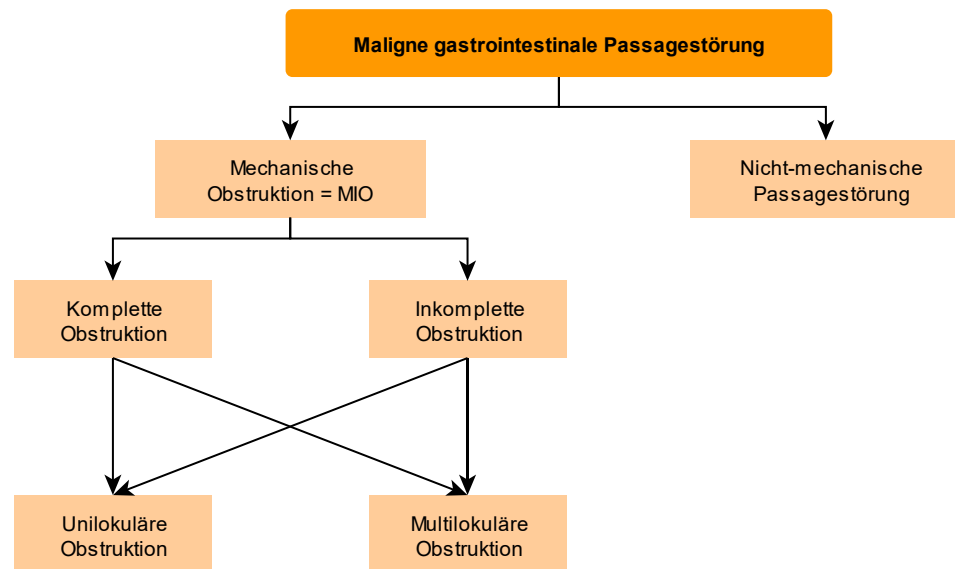 Maligne gastrointestinale Passagestörung
Mechanische
Obstruktion = MIO
Nicht-mechanische
Passagestörung
Komplette
Obstruktion
Inkomplette
Obstruktion
Unilokuläre
Obstruktion
Multilokuläre
Obstruktion